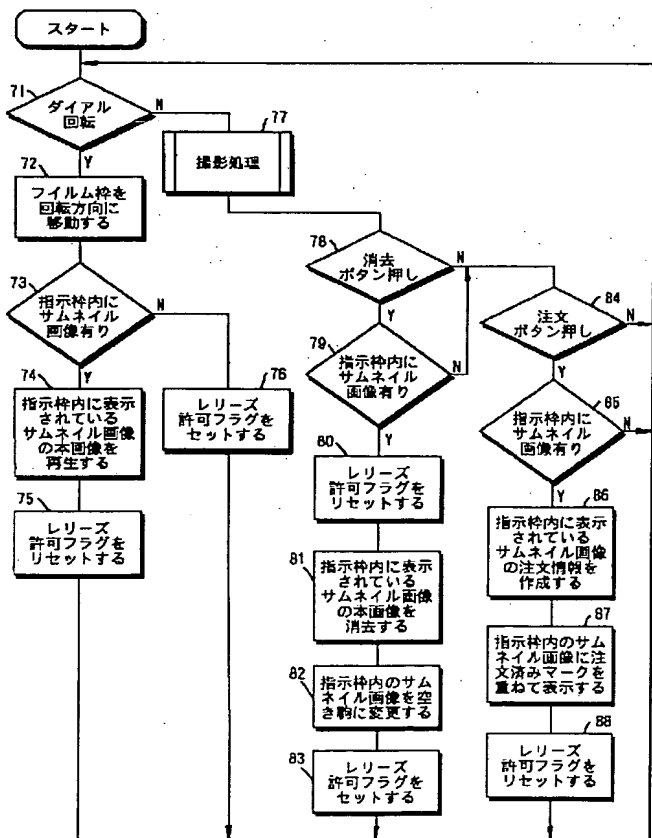 スタート
71
ダイアル
回転
N
Y
72
フイルム枠を
回転方向に
移動する
73
指示枠内に
サムネイル
画像有り
N
Y
74
指示枠内に表示
されている
サムネイル画像
の本画像を
再生する
75
レリーズ
許可フラグを
リセットする
76
レリーズ
許可フラグを
セットする
77
撮影処理
78
消去
ボタン押し
N
Y
79
指示枠内に
サムネイル
画像有り
N
Y
80
レリーズ
許可フラグを
リセットする
81
指示枠内に表示
されている
サムネイル画像
の本画像を
消去する
82
指示枠内のサム
ネイル画像を空
き駒に変更する
83
レリーズ
許可フラグを
セットする
84
注文
ボタン押し
N
Y
85
指示枠内に
サムネイル
画像有り
N
Y
86
指示枠内に表示
されている
サムネイル画像
の注文情報を
作成する
87
指示枠内のサム
ネイル画像に注
文済みマークを
重ねて表示する
88
レリーズ
許可フラグを
リセットする